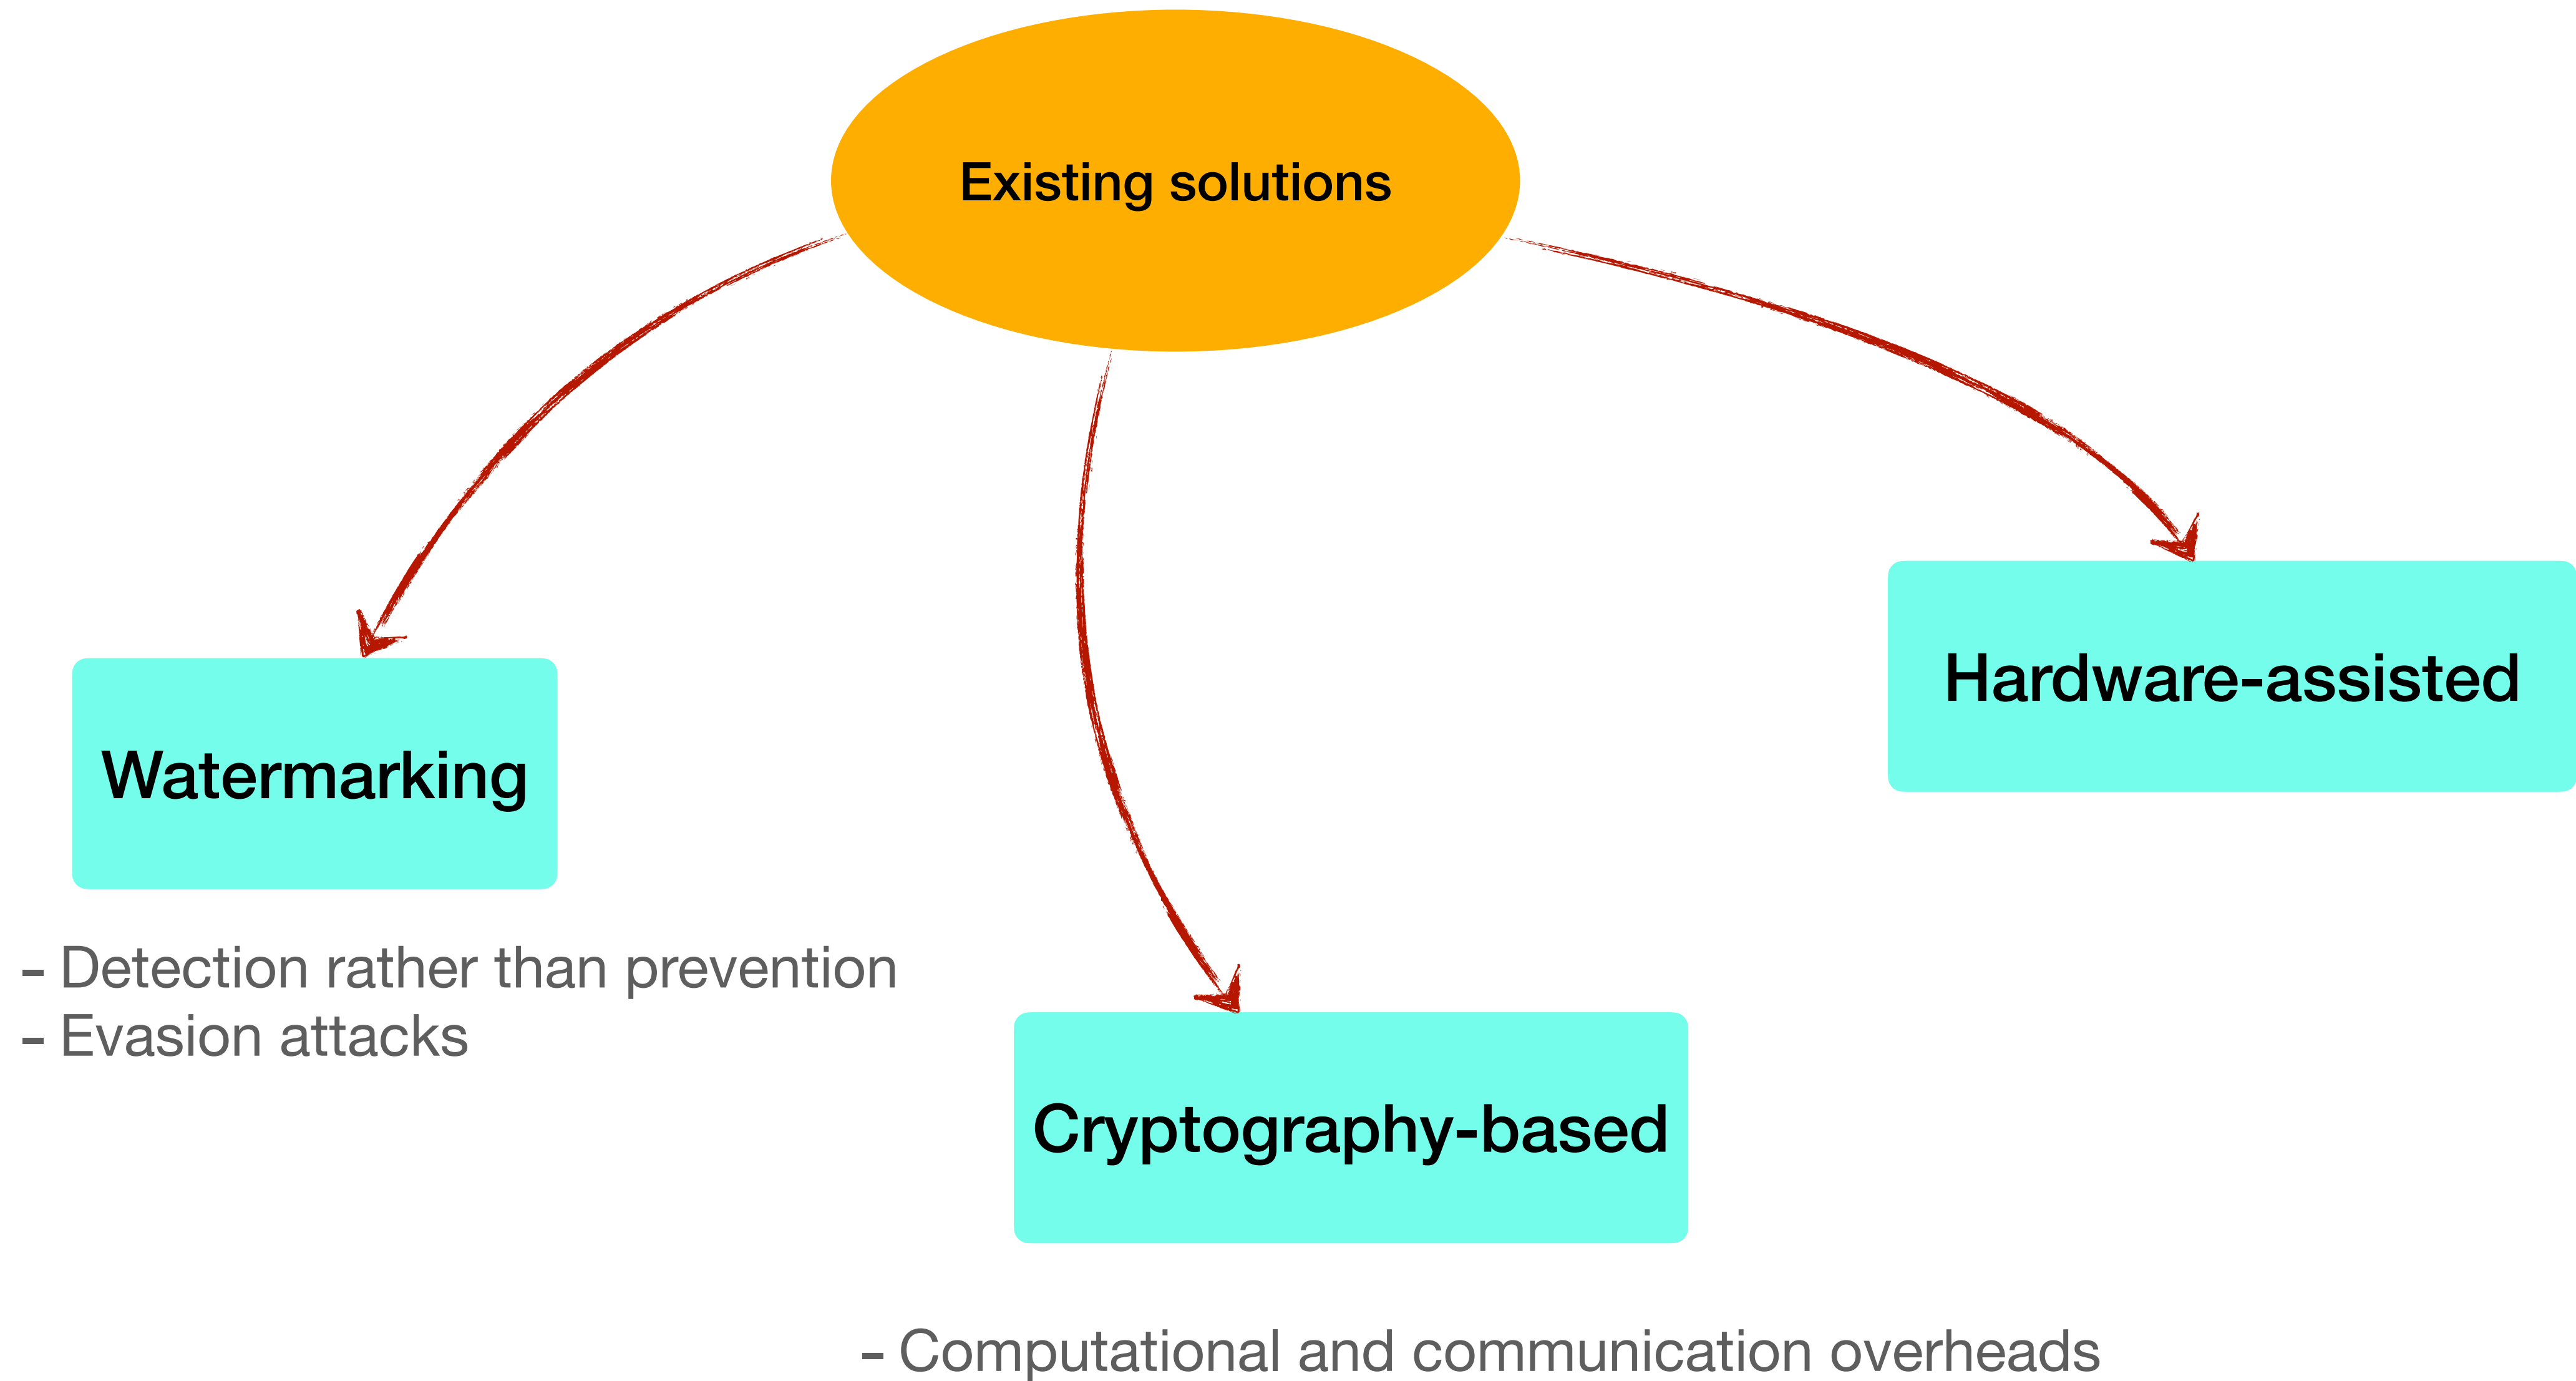 Existing solutions
Watermarking
- Detection rather than prevention
- Evasion attacks
Cryptography-based
- Computational and communication overheads
Hardware-assisted